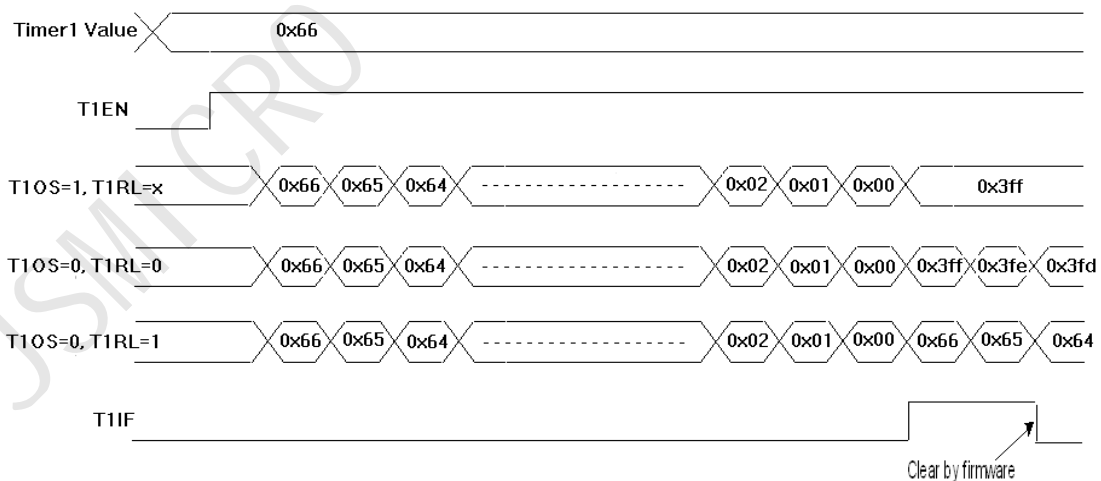 Timer1 Value 0x66
T1EN
T1OS=1, T1RL=x 0x66 0x65 0x64 0x02 0x01 0x00 0x3ff
T1OS=0, T1RL=0 0x66 0x65 0x64 0x02 0x01 0x00 0x3ff 0x3fe 0x3fd
T1OS=0, T1RL=1 0x66 0x65 0x64 0x02 0x01 0x00 0x66 0x65 0x64
T1IF
Clear by firmware
JSMICRO